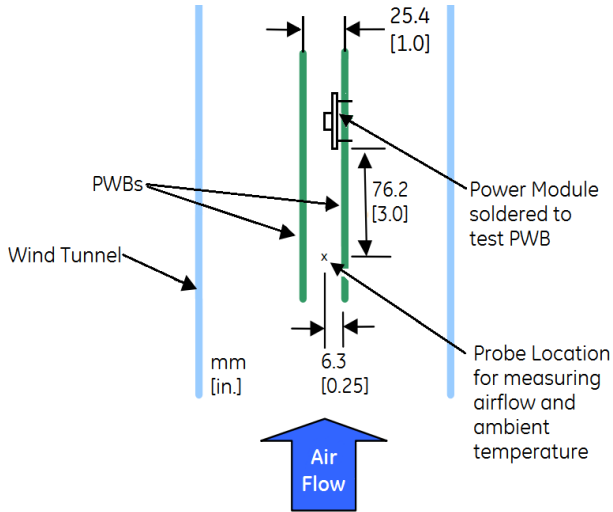 25.4
[1.0]
PWBs
76.2
[3.0]
Power Module
soldered to
test PWB
Wind Tunnel
x
mm
[in.]
6.3
[0.25]
Probe Location
for measuring
airflow and
ambient
temperature
Air
Flow